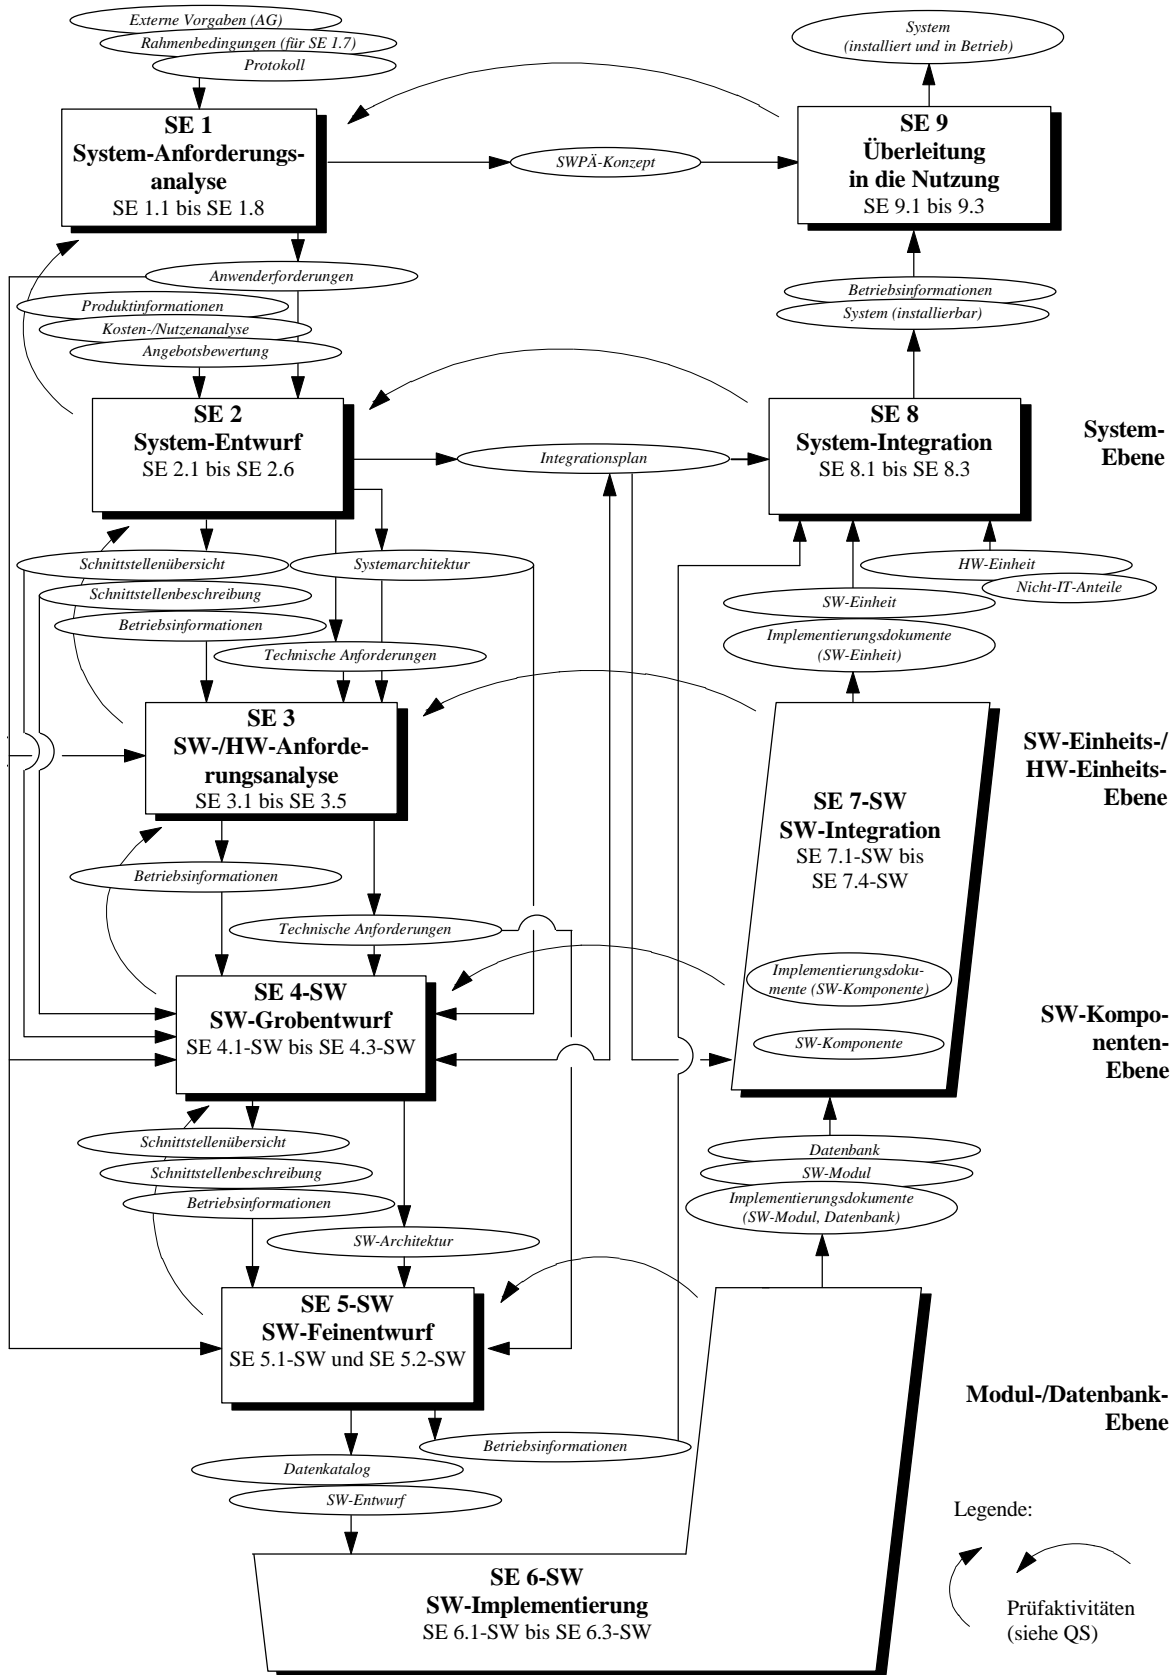 Externe Vorgaben (AG)
Rahmenbedingungen (für SE 1.7)
Protokoll
System
(installiert und in Betrieb)
SE 1
System-Anforderungs-
analyse
SE 1.1 bis SE 1.8
SWPÄ-Konzept
SE 9
Überleitung
in die Nutzung
SE 9.1 bis 9.3
Anwenderforderungen
Produktinformationen
Kosten-/Nutzenanalyse
Angebotsbewertung
Betriebsinformationen
System (installierbar)
SE 2
System-Entwurf
SE 2.1 bis SE 2.6
Integrationsplan
SE 8
System-Integration
SE 8.1 bis SE 8.3
System-
Ebene
Schnittstellenübersicht
Schnittstellenbeschreibung
Betriebsinformationen
Systemarchitektur
Technische Anforderungen
HW-Einheit
Nicht-IT-Anteile
SW-Einheit
Implementierungsdokumente
(SW-Einheit)
SE 3
SW-/HW-Anforde-
rungsanalyse
SE 3.1 bis SE 3.5
SE 7-SW
SW-Integration
SE 7.1-SW bis
SE 7.4-SW
SW-Einheits-/
HW-Einheits-
Ebene
Betriebsinformationen
Technische Anforderungen
Implementierungsdoku-
mente (SW-Komponente)
SW-Komponente
SE 4-SW
SW-Grobentwurf
SE 4.1-SW bis SE 4.3-SW
SW-Kompo-
nenten-
Ebene
Schnittstellenübersicht
Schnittstellenbeschreibung
Betriebsinformationen
SW-Architektur
Datenbank
SW-Modul
Implementierungsdokumente
(SW-Modul, Datenbank)
SE 5-SW
SW-Feinentwurf
SE 5.1-SW und SE 5.2-SW
Modul-/Datenbank-
Ebene
Betriebsinformationen
Datenkatalog
SW-Entwurf
SE 6-SW
SW-Implementierung
SE 6.1-SW bis SE 6.3-SW
Legende:
Prüfaktivitäten
(siehe QS)